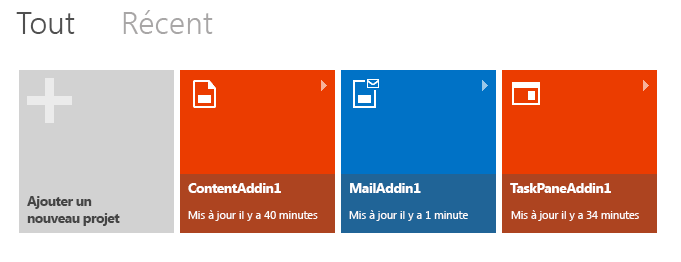 Tout Récent
Ajouter un
nouveau projet
ContentAddin1
Mis à jour il y a 40 minutes
MailAddin1
Mis à jour il y a 1 minute
TaskPaneAddin1
Mis à jour il y a 34 minutes